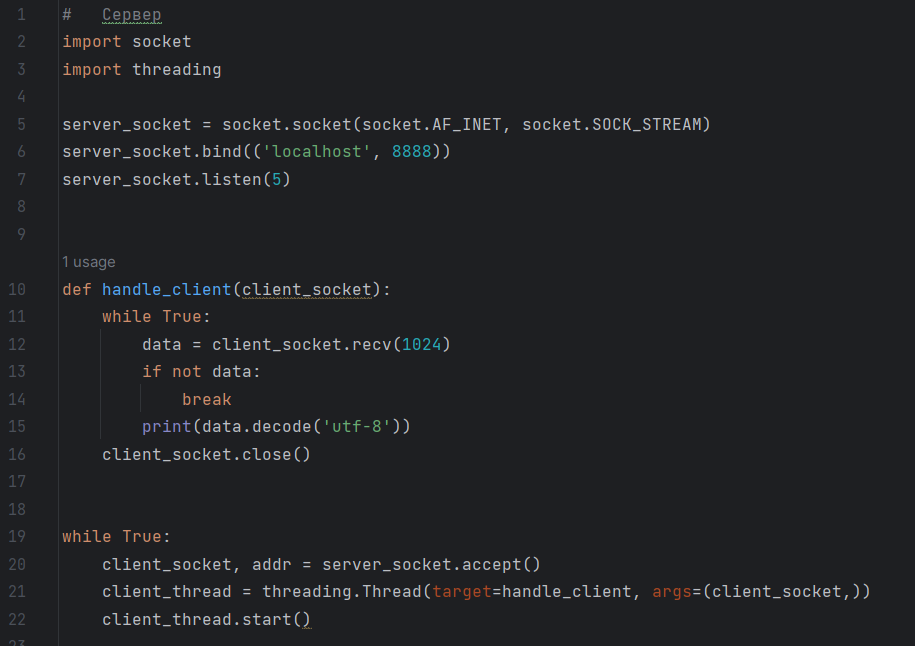 1 #   Сервер
2 import socket
3 import threading
4
5 server_socket = socket.socket(socket.AF_INET, socket.SOCK_STREAM)
6 server_socket.bind(('localhost', 8888))
7 server_socket.listen(5)
8
9
1 usage
10 def handle_client(client_socket):
11     while True:
12         data = client_socket.recv(1024)
13         if not data:
14             break
15         print(data.decode('utf-8'))
16     client_socket.close()
17
18
19 while True:
20     client_socket, addr = server_socket.accept()
21     client_thread = threading.Thread(target=handle_client, args=(client_socket,))
22     client_thread.start()
23